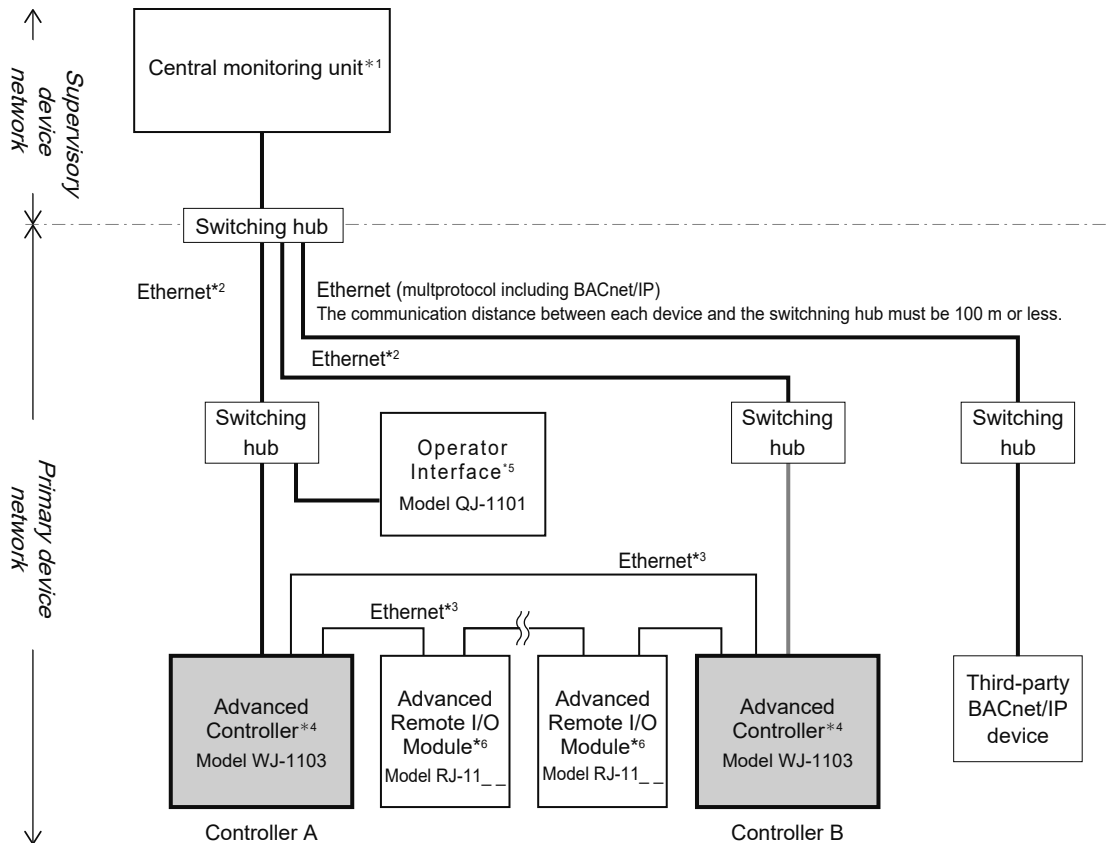 Supervisory
device
network
Central monitoring unit*1
Switching hub
Ethernet*2
Ethernet (multprotocol including BACnet/IP)
The communication distance between each device and the switchning hub must be 100 m or less.
Ethernet*2
Switching
hub
Operator
Interface*5
Model QJ-1101
Switching
hub
Switching
hub
Primary device
network
Ethernet*3
Ethernet*3
Advanced
Controller*4
Model WJ-1103
Advanced
Remote I/O
Module*6
Model RJ-11_ _
Advanced
Remote I/O
Module*6
Model RJ-11_ _
Advanced
Controller*4
Model WJ-1103
Third-party
BACnet/IP
device
Controller A
Controller B